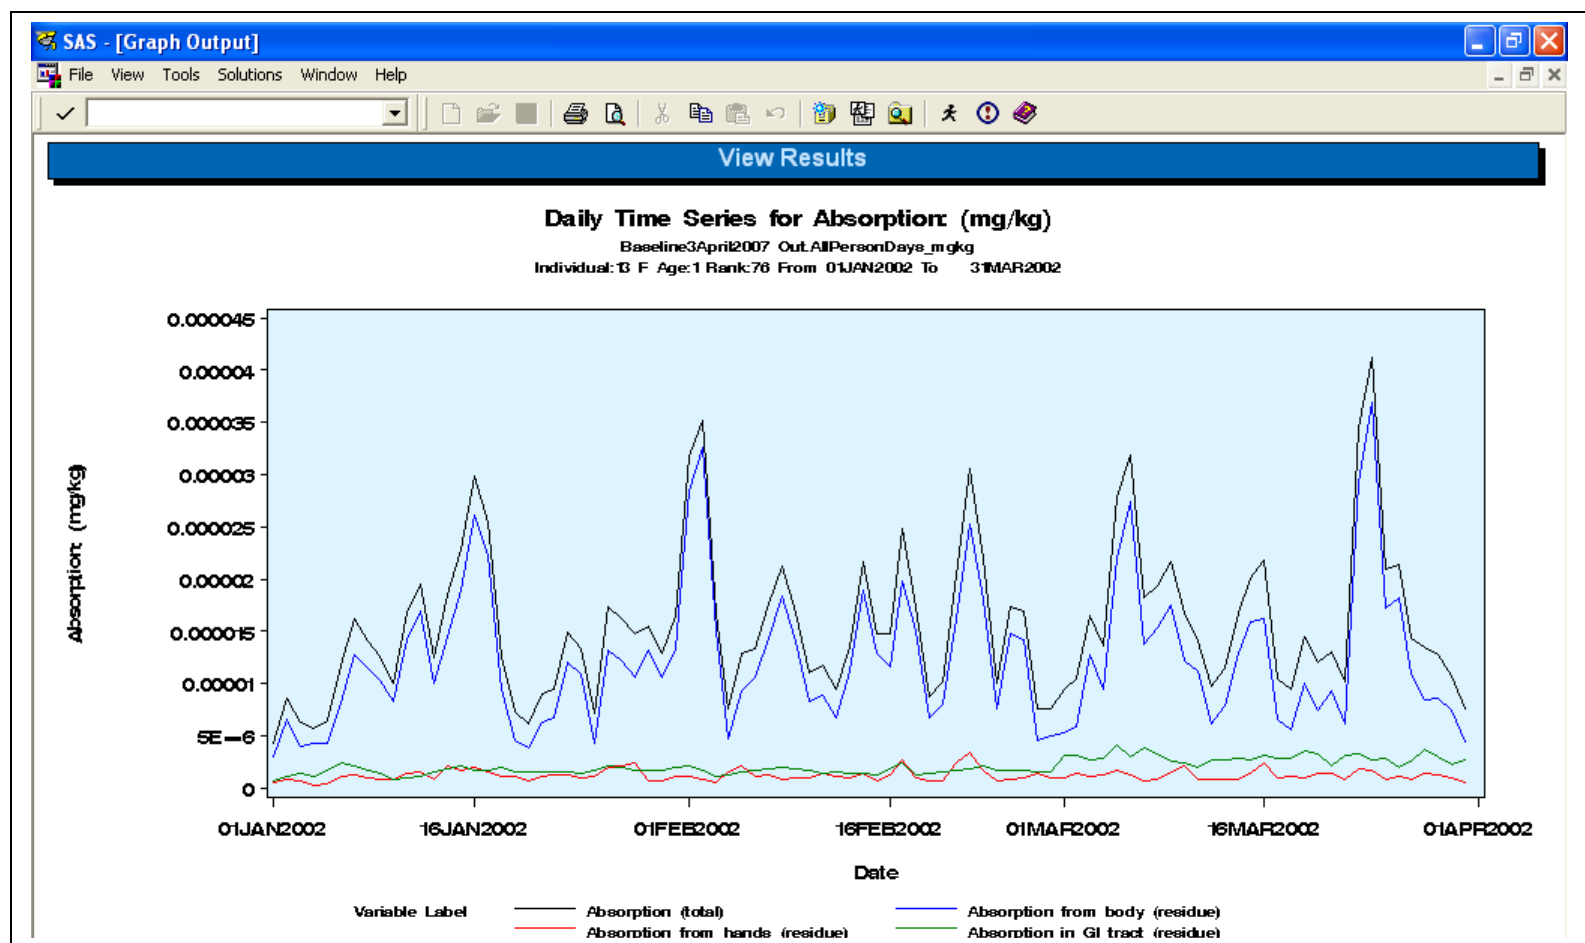 SAS - [Graph Output]
File View Tools Solutions Window Help
View Results
Daily Time Series for Absorption: (mg/kg)
Baseline3April2007 Out.AllPersonDays_mgkg
Individual:13 F Age:1 Rank:76 From 01JAN2002 To 31MAR2002
0.000045
0.00004
0.000035
0.00003
0.000025
0.00002
0.000015
0.00001
5E-6
0
Absorption: (mg/kg)
01JAN2002 16JAN2002 01FEB2002 16FEB2002 01MAR2002 16MAR2002 01APR2002
Date
Variable Label Absorption (total) Absorption from body (residue)
Absorption from hands (residue) Absorption in GI tract (residue)